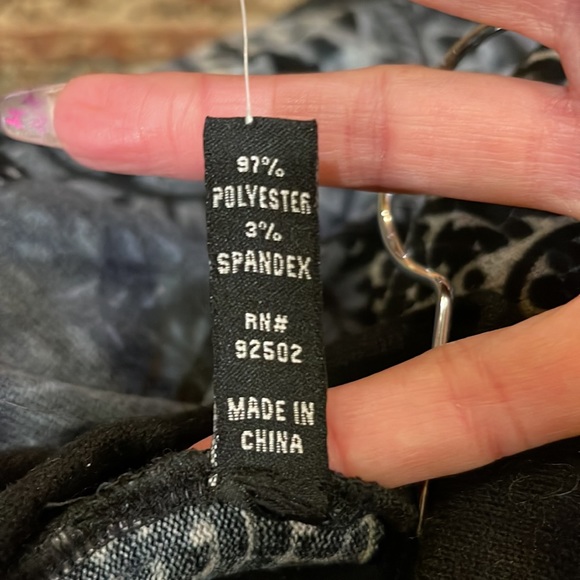 97%
POLYESTER
3%
SPANDEX
RN#
92502
MADE IN
CHINA